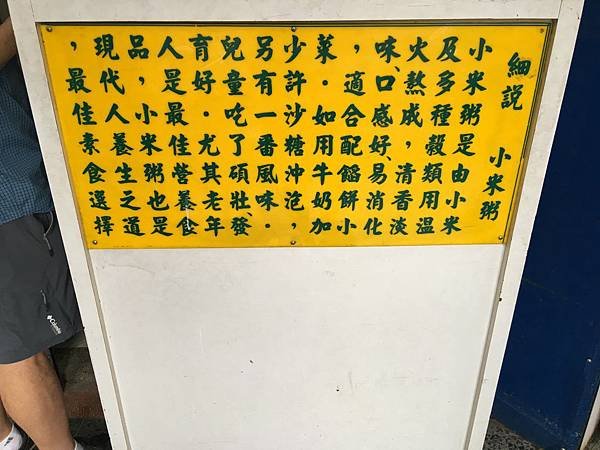 細説　小米粥
小米粥是由小米
及多種穀類用溫
火熟成、清香淡
味、口感好、易消化
，適合配餡餅小
菜．如用牛奶加
少許沙糖沖泡，
另有一番風味．
兒童吃了碩壯、發
育好．尤其老年
人是最佳營養食
品，小米粥也是
現代人養生之道
，最佳素食選擇
Columbia